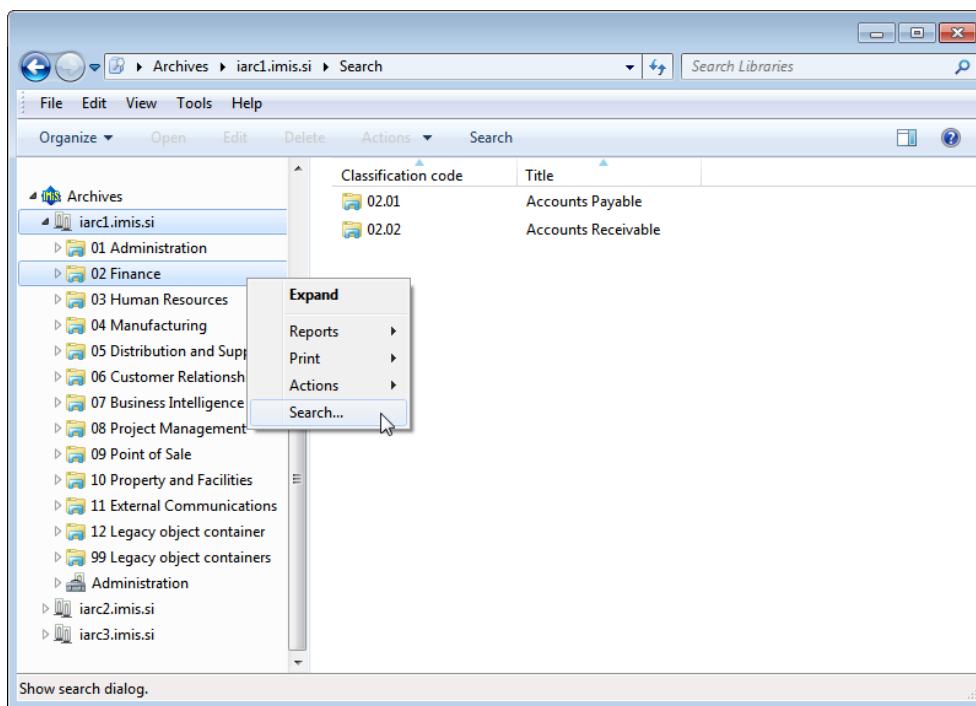 Archives iarc1.imis.si Search
Search Libraries
File Edit View Tools Help
Organize Open Edit Delete Actions Search
Classification code Title
Archives
iarc1.imis.si
01 Administration
02 Finance
03 Human Resources
04 Manufacturing
05 Distribution and Supp
06 Customer Relationsh
07 Business Intelligence
08 Project Management
09 Point of Sale
10 Property and Facilities
11 External Communications
12 Legacy object container
99 Legacy object containers
Administration
iarc2.imis.si
iarc3.imis.si
02.01 Accounts Payable
02.02 Accounts Receivable
Expand
Reports
Print
Actions
Search...
Show search dialog.